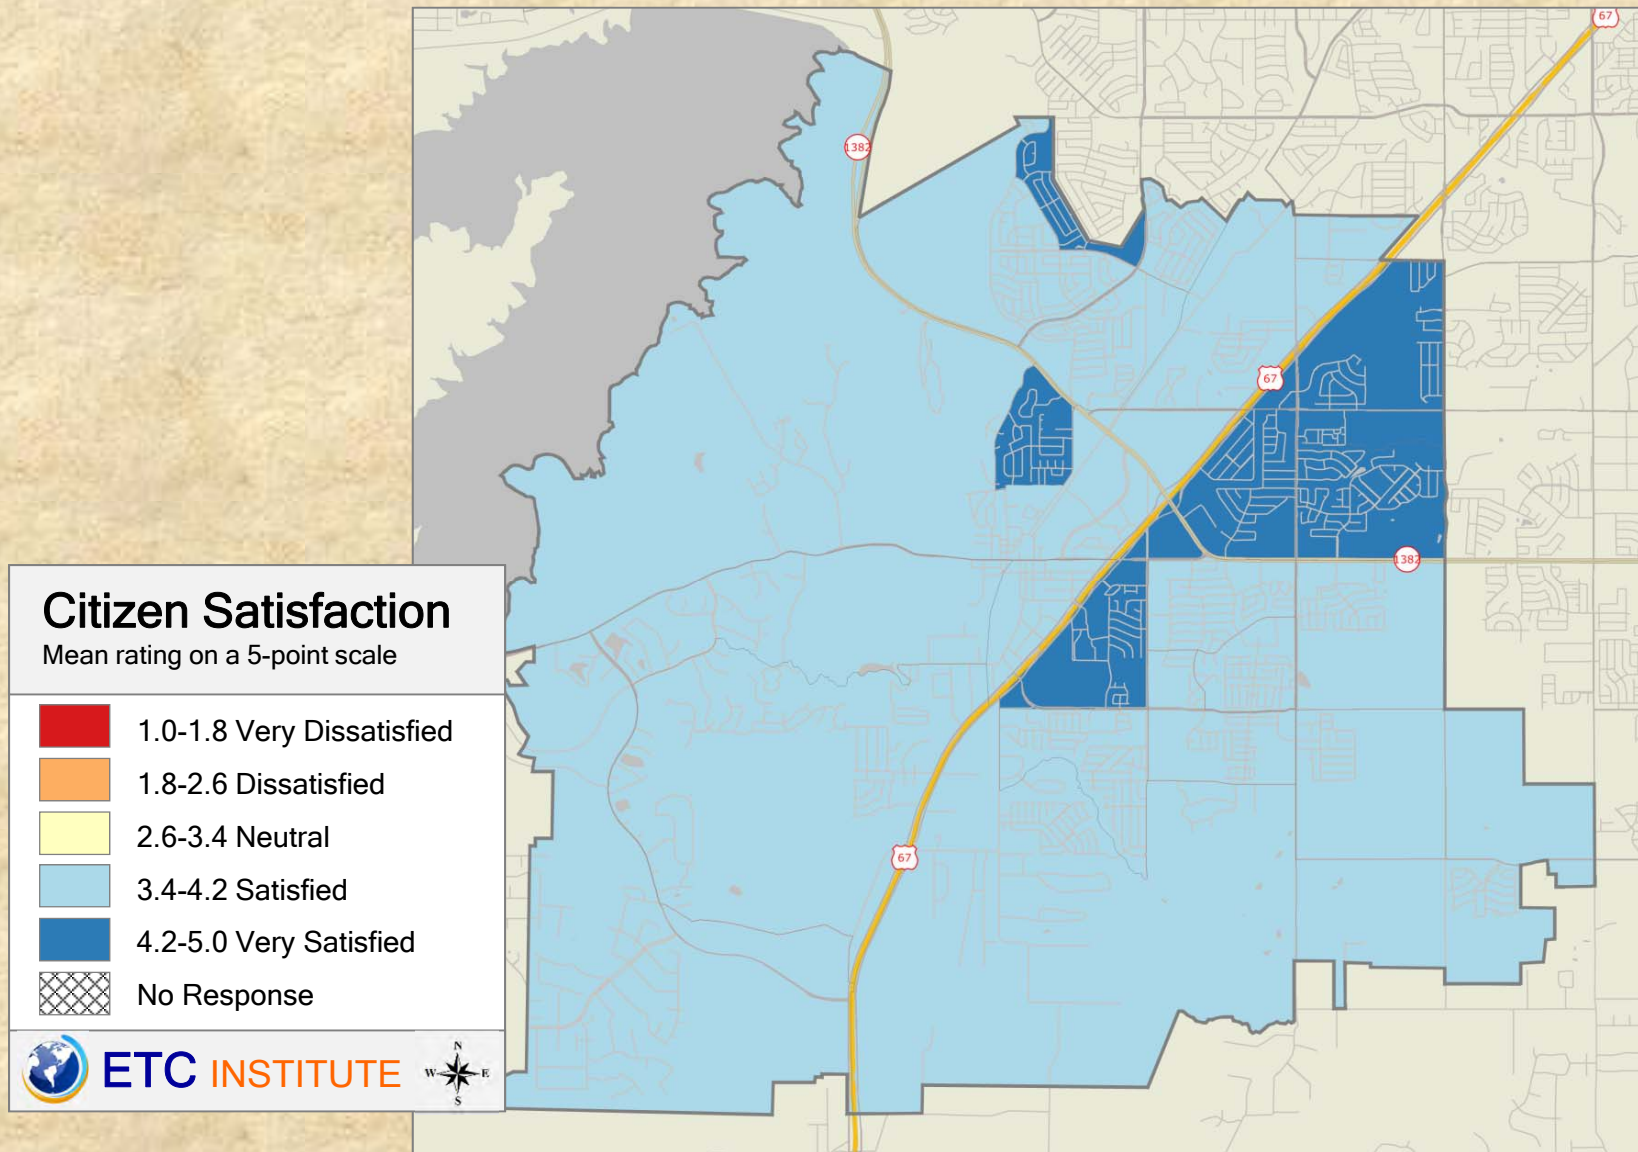 67
1382
67
1382
67
Citizen Satisfaction
Mean rating on a 5-point scale
1.0-1.8 Very Dissatisfied
1.8-2.6 Dissatisfied
2.6-3.4 Neutral
3.4-4.2 Satisfied
4.2-5.0 Very Satisfied
No Response
ETC INSTITUTE
N
W E
S